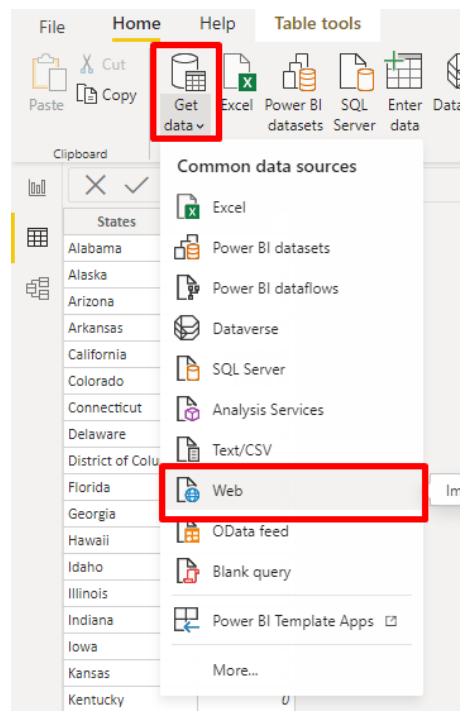 File Home Help Table tools
Cut
Copy
Paste
Get data
Excel
Power BI datasets
SQL Server
Enter data
Data
Clipboard
Common data sources
Excel
Power BI datasets
Power BI dataflows
Dataverse
SQL Server
Analysis Services
Text/CSV
Web
Im
OData feed
Blank query
Power BI Template Apps
More...
States
Alabama
Alaska
Arizona
Arkansas
California
Colorado
Connecticut
Delaware
District of Colu
Florida
Georgia
Hawaii
Idaho
Illinois
Indiana
Iowa
Kansas
Kentucky 0